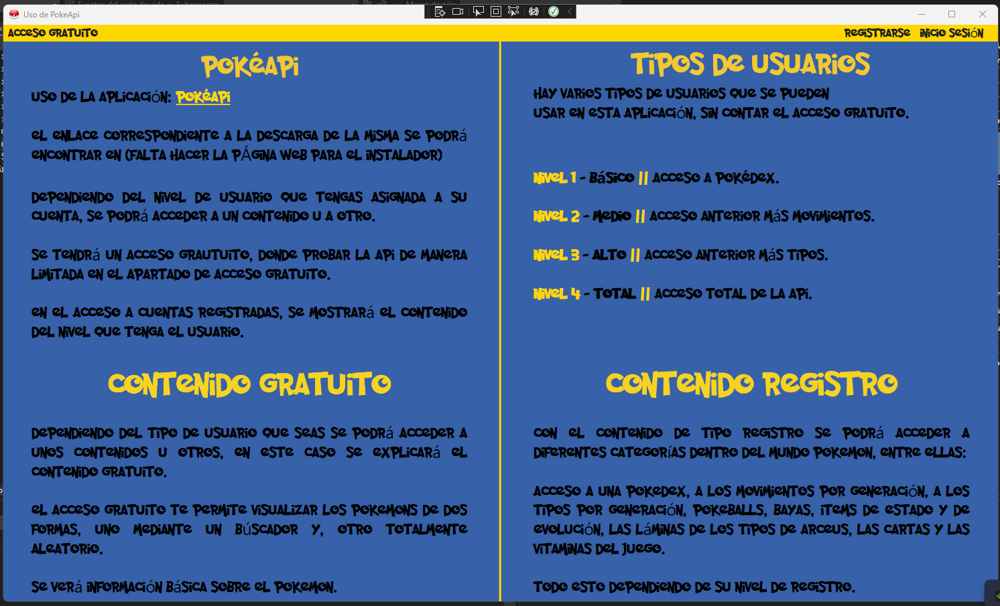 Uso de PokeApi
Acceso Gratuito
Registrarse Inicio Sesión
PokéApi
Uso de la aplicación: PokéApi
El enlace correspondiente a la descarga de la misma se podrá
encontrar en (FALTA HACER LA PÁGINA WEB PARA EL INSTALADOR)
Dependiendo del nivel de usuario que tengas asignada a su
cuenta, se podrá acceder a un contenido u a otro.
Se tendrá un acceso grautuito, donde probar la api de manera
limitada en el apartado de Acceso Gratuito.
En el acceso a cuentas registradas, se mostrará el contenido
del nivel que tenga el usuario.
Contenido Gratuito
Dependiendo del tipo de usuario que seas se podrá acceder a
unos contenidos u otros, en este caso se explicará el
contenido gratuito.
El acceso gratuito te permite visualizar los pokemons de dos
formas, uno mediante un búscador y, otro totalmente
aleatorio.
Se verá información básica sobre el pokemon.
Tipos de Usuarios
Hay varios tipos de usuarios que se pueden
usar en esta aplicación, sin contar el acceso gratuito.
Nivel 1 - Básico || Acceso a Pokédex.
Nivel 2 - Medio || Acceso anterior más movimientos.
Nivel 3 - Alto || Acceso anterior más tipos.
Nivel 4 - Total || Acceso total de la api.
Contenido Registro
Con el contenido de tipo registro se podrá acceder a
diferentes categorías dentro del mundo pokemon, entre ellas:
Acceso a una pokedex, a los movimientos por generación, a los
tipos por generación, pokeballs, bayas, items de estado y de
evolución, las láminas de los tipos de arceus, las cartas y las
vitaminas del juego.
Todo esto dependiendo de su nivel de registro.